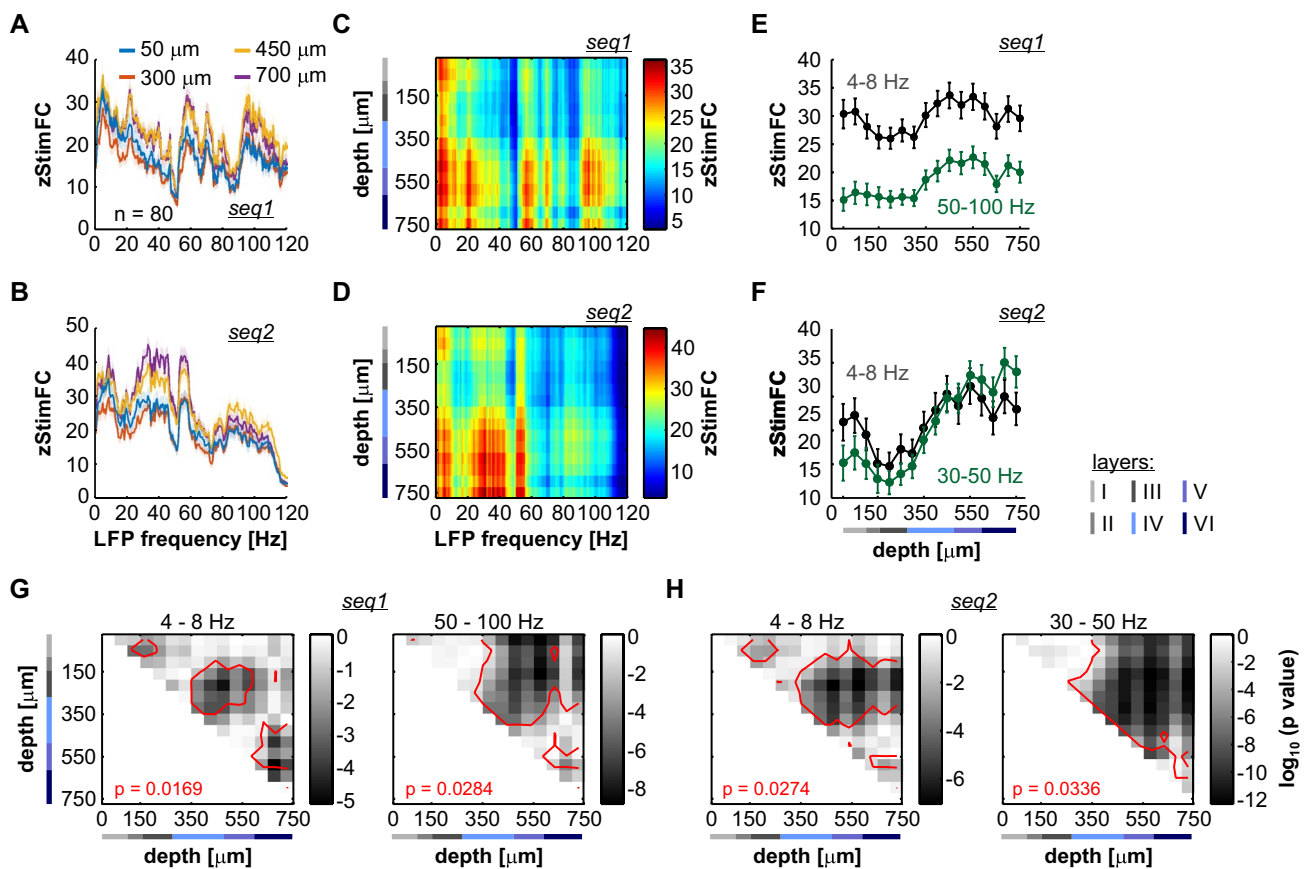 A
50 μm
450 μm
300 μm
700 μm
40
30
20
10
0
zStimFC
n = 80
seq1
0 20 40 60 80 100 120
B
seq2
50
40
30
20
10
0
zStimFC
0 20 40 60 80 100 120
LFP frequency [Hz]
C
seq1
150
350
550
750
depth [μm]
0 20 40 60 80 100 120
35
30
25
20
15
10
5
zStimFC
D
seq2
150
350
550
750
depth [μm]
0 20 40 60 80 100 120
LFP frequency [Hz]
40
30
20
10
zStimFC
E
seq1
40
35
30
25
20
15
10
zStimFC
4-8 Hz
50-100 Hz
0 150 350 550 750
F
seq2
40
35
30
25
20
15
10
zStimFC
4-8 Hz
30-50 Hz
0 150 350 550 750
depth [μm]
layers:
I III V
II IV VI
G
seq1
4 - 8 Hz
150
350
550
750
depth [μm]
p = 0.0169
0 150 350 550 750
depth [μm]
0
-1
-2
-3
-4
-5
50 - 100 Hz
p = 0.0284
0 150 350 550 750
depth [μm]
0
-2
-4
-6
-8
H
seq2
4 - 8 Hz
p = 0.0274
0 150 350 550 750
depth [μm]
0
-2
-4
-6
30 - 50 Hz
p = 0.0336
0 150 350 550 750
depth [μm]
0
-2
-4
-6
-8
-10
-12
log10 (p value)